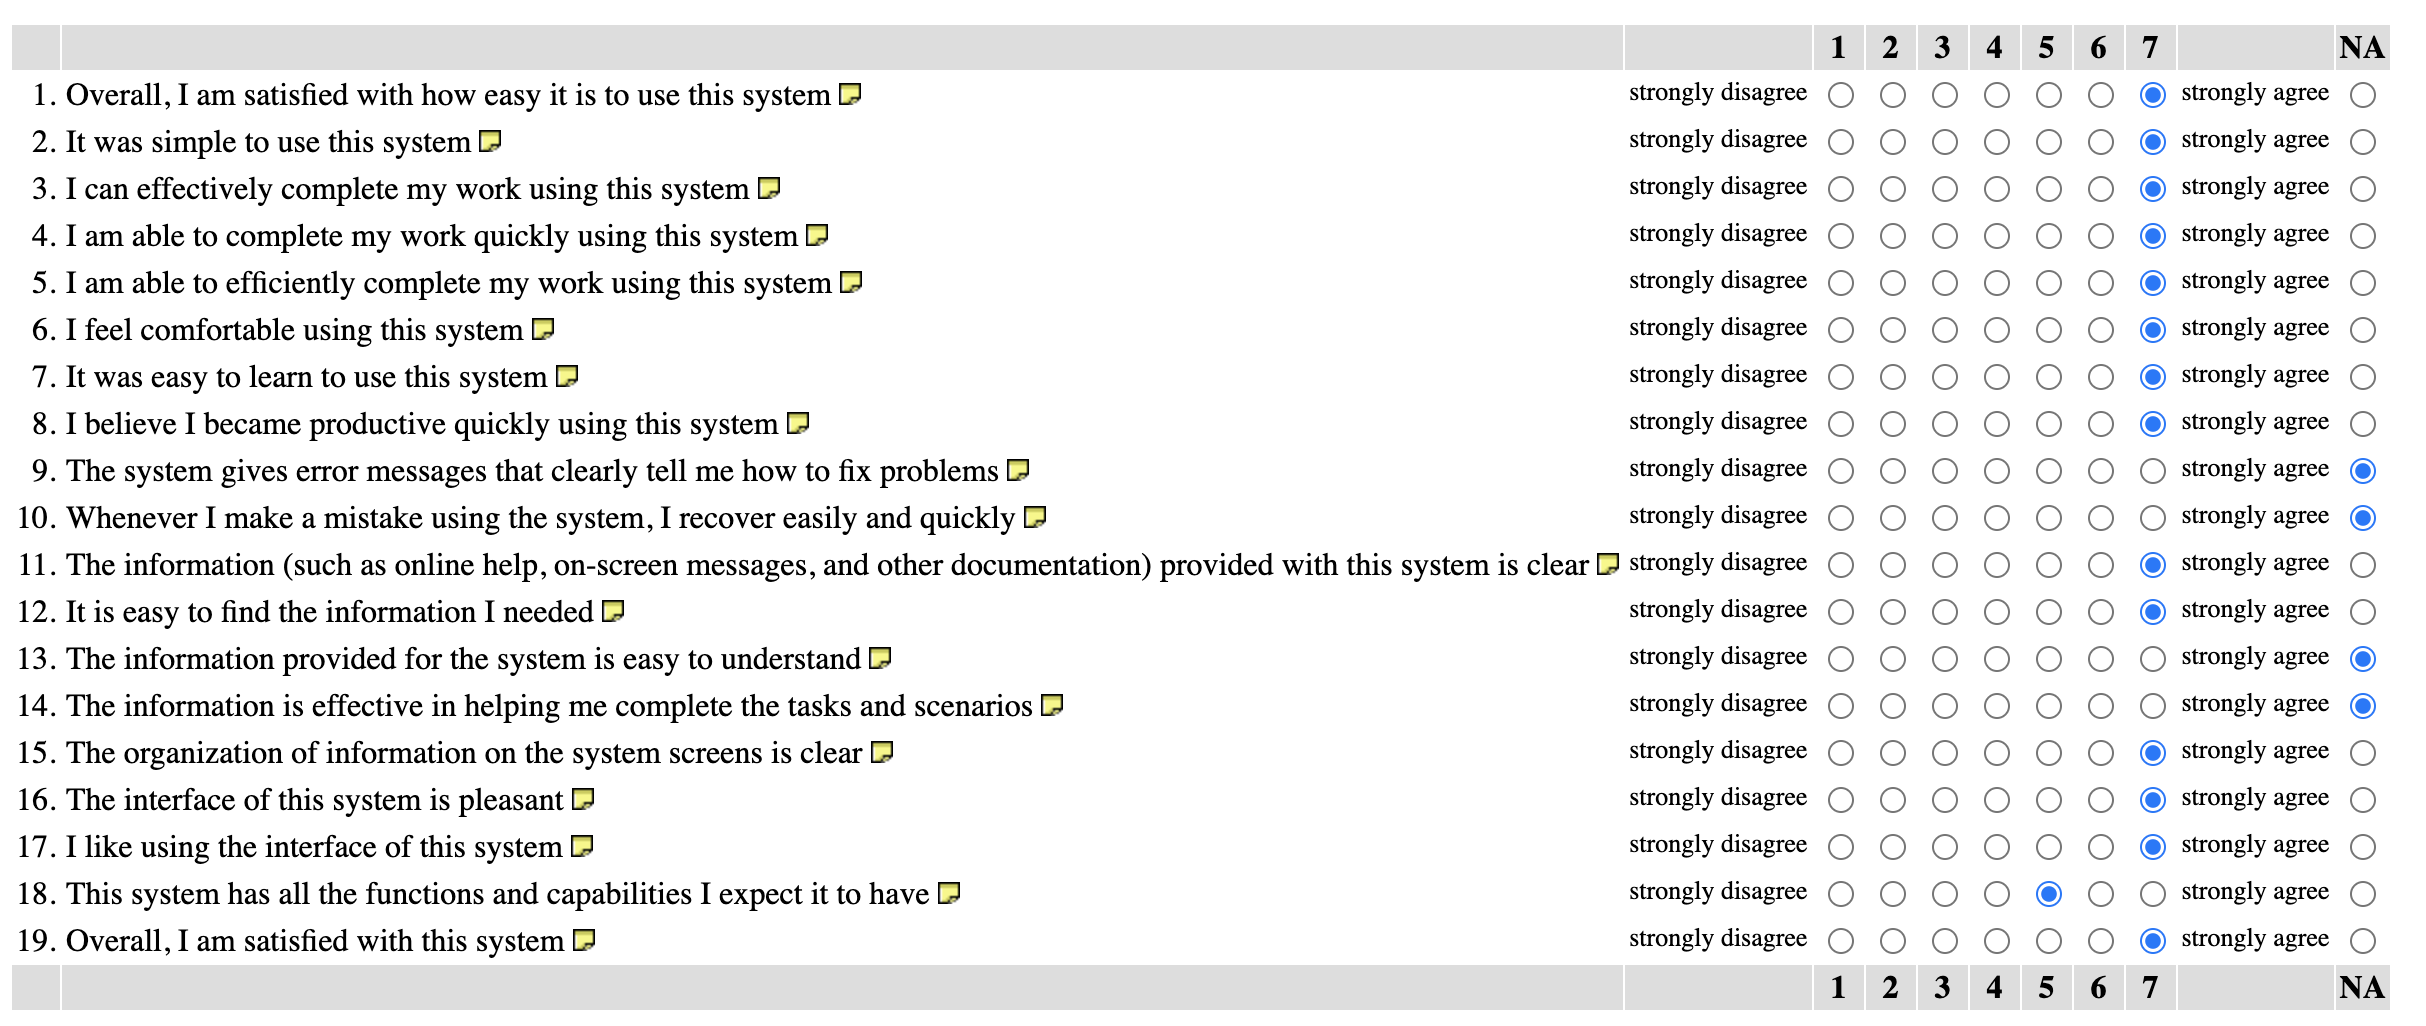 1 2 3 4 5 6 7 NA
1. Overall, I am satisfied with how easy it is to use this system strongly disagree strongly agree
2. It was simple to use this system strongly disagree strongly agree
3. I can effectively complete my work using this system strongly disagree strongly agree
4. I am able to complete my work quickly using this system strongly disagree strongly agree
5. I am able to efficiently complete my work using this system strongly disagree strongly agree
6. I feel comfortable using this system strongly disagree strongly agree
7. It was easy to learn to use this system strongly disagree strongly agree
8. I believe I became productive quickly using this system strongly disagree strongly agree
9. The system gives error messages that clearly tell me how to fix problems strongly disagree strongly agree
10. Whenever I make a mistake using the system, I recover easily and quickly strongly disagree strongly agree
11. The information (such as online help, on-screen messages, and other documentation) provided with this system is clear strongly disagree strongly agree
12. It is easy to find the information I needed strongly disagree strongly agree
13. The information provided for the system is easy to understand strongly disagree strongly agree
14. The information is effective in helping me complete the tasks and scenarios strongly disagree strongly agree
15. The organization of information on the system screens is clear strongly disagree strongly agree
16. The interface of this system is pleasant strongly disagree strongly agree
17. I like using the interface of this system strongly disagree strongly agree
18. This system has all the functions and capabilities I expect it to have strongly disagree strongly agree
19. Overall, I am satisfied with this system strongly disagree strongly agree
1 2 3 4 5 6 7 NA